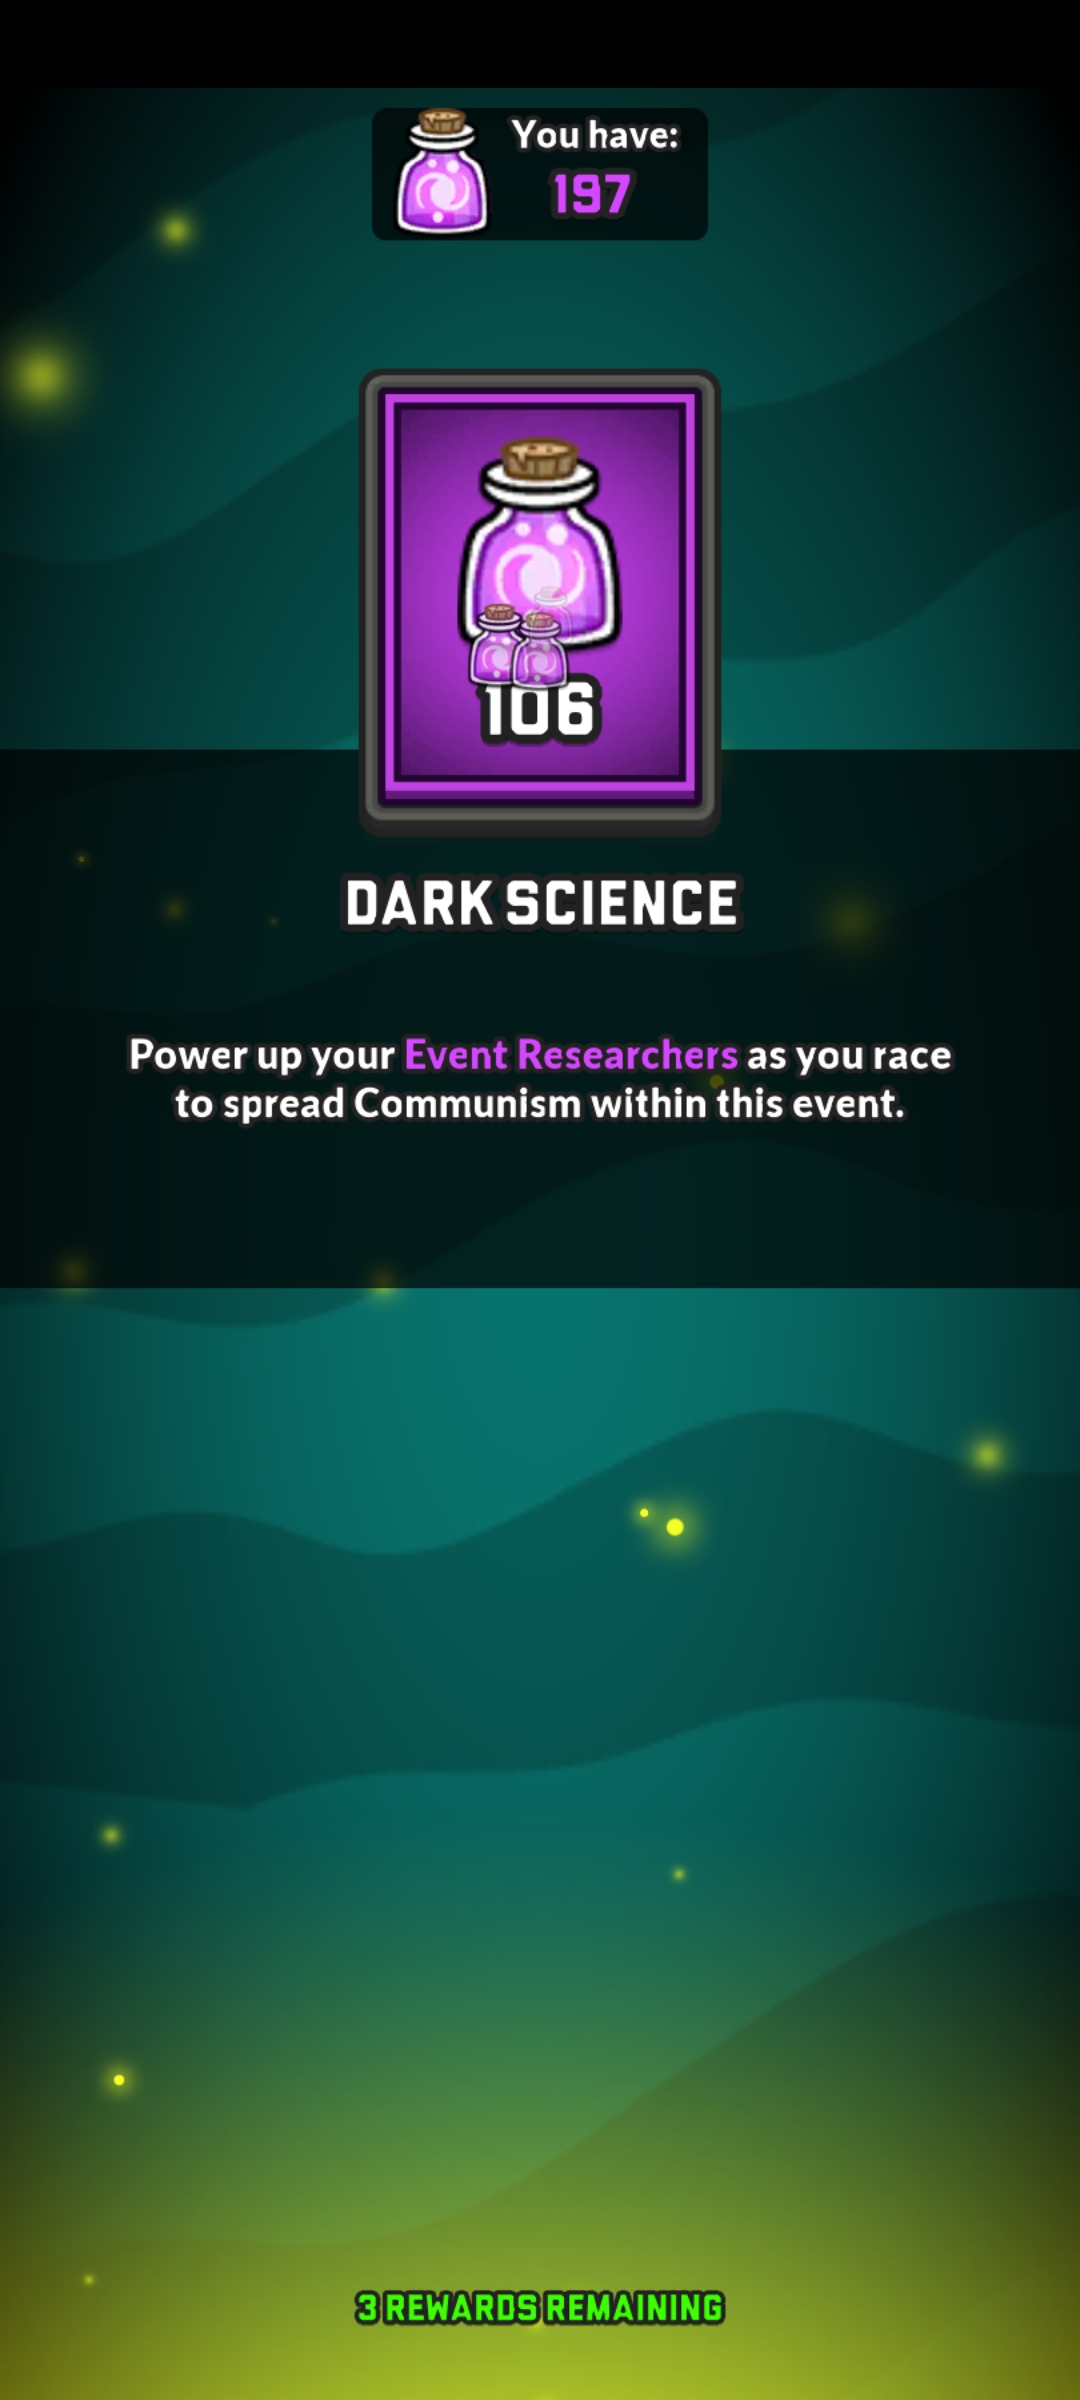 You have:
197
106
DARK SCIENCE
Power up your Event Researchers as you race
to spread Communism within this event.
3 REWARDS REMAINING